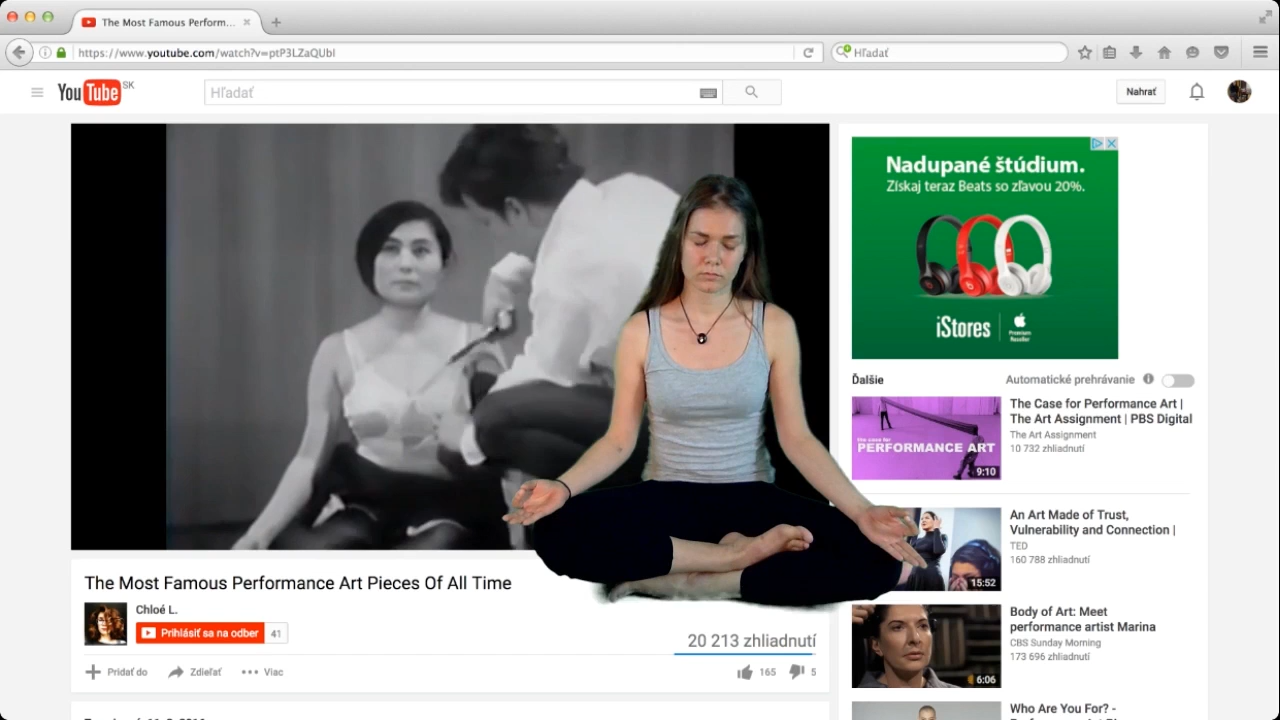 The Most Famous Perform...
https://www.youtube.com/watch?v=ptP3LZaQUbI
Hľadať
YouTube SK
Hľadať
Nahrať
Nadupané štúdium.
Získaj teraz Beats so zľavou 20%.
iStores
Premium
Reseller
Ďalšie
Automatické prehrávanie
The Case for Performance Art |
The Art Assignment | PBS Digital
The Art Assignment
10 732 zhliadnutí
the case for
PERFORMANCE ART
9:10
An Art Made of Trust,
Vulnerability and Connection |
TED
160 788 zhliadnutí
15:52
Body of Art: Meet
performance artist Marina
CBS Sunday Morning
173 696 zhliadnutí
6:06
Who Are You For? -
The Most Famous Performance Art Pieces Of All Time
Chloé L.
Prihlásiť sa na odber 41
20 213 zhliadnutí
Pridať do Zdieľať Viac
165 5